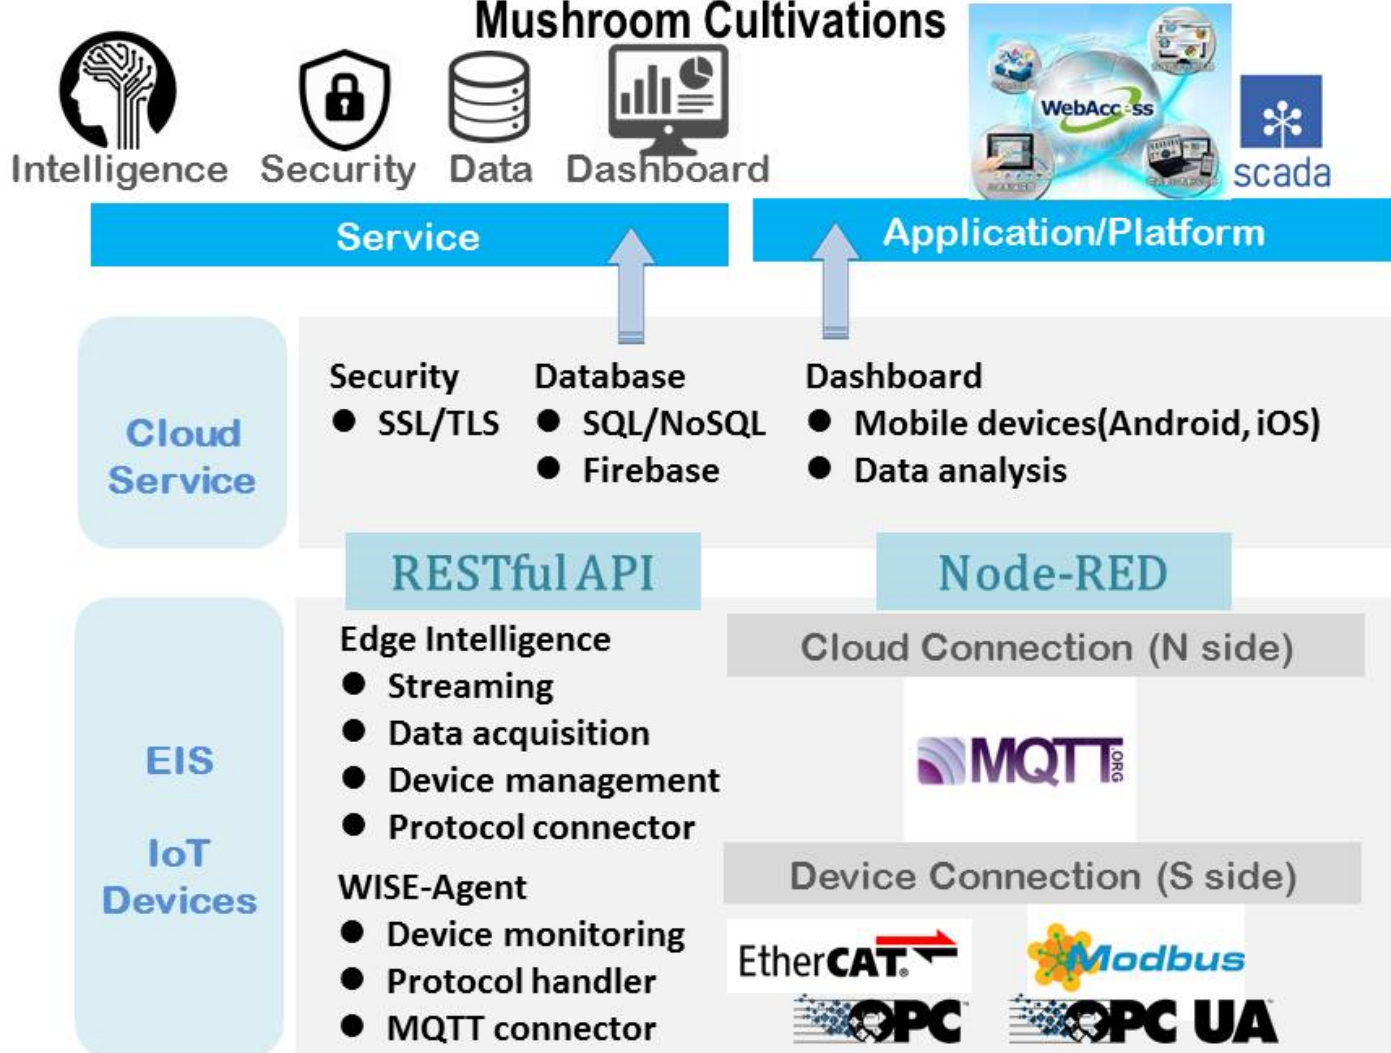 Mushroom Cultivations
Intelligence
Security
Data
Dashboard
WebAccess
scada
Service
Application/Platform
Cloud
Service
Security
● SSL/TLS
Database
● SQL/NoSQL
● Firebase
Dashboard
● Mobile devices(Android, iOS)
● Data analysis
RESTful API
Node-RED
EIS
IoT
Devices
Edge Intelligence
● Streaming
● Data acquisition
● Device management
● Protocol connector
WISE-Agent
● Device monitoring
● Protocol handler
● MQTT connector
Cloud Connection (N side)
MQTT.ORG
Device Connection (S side)
EtherCAT®
Modbus
OPC™
OPC UA